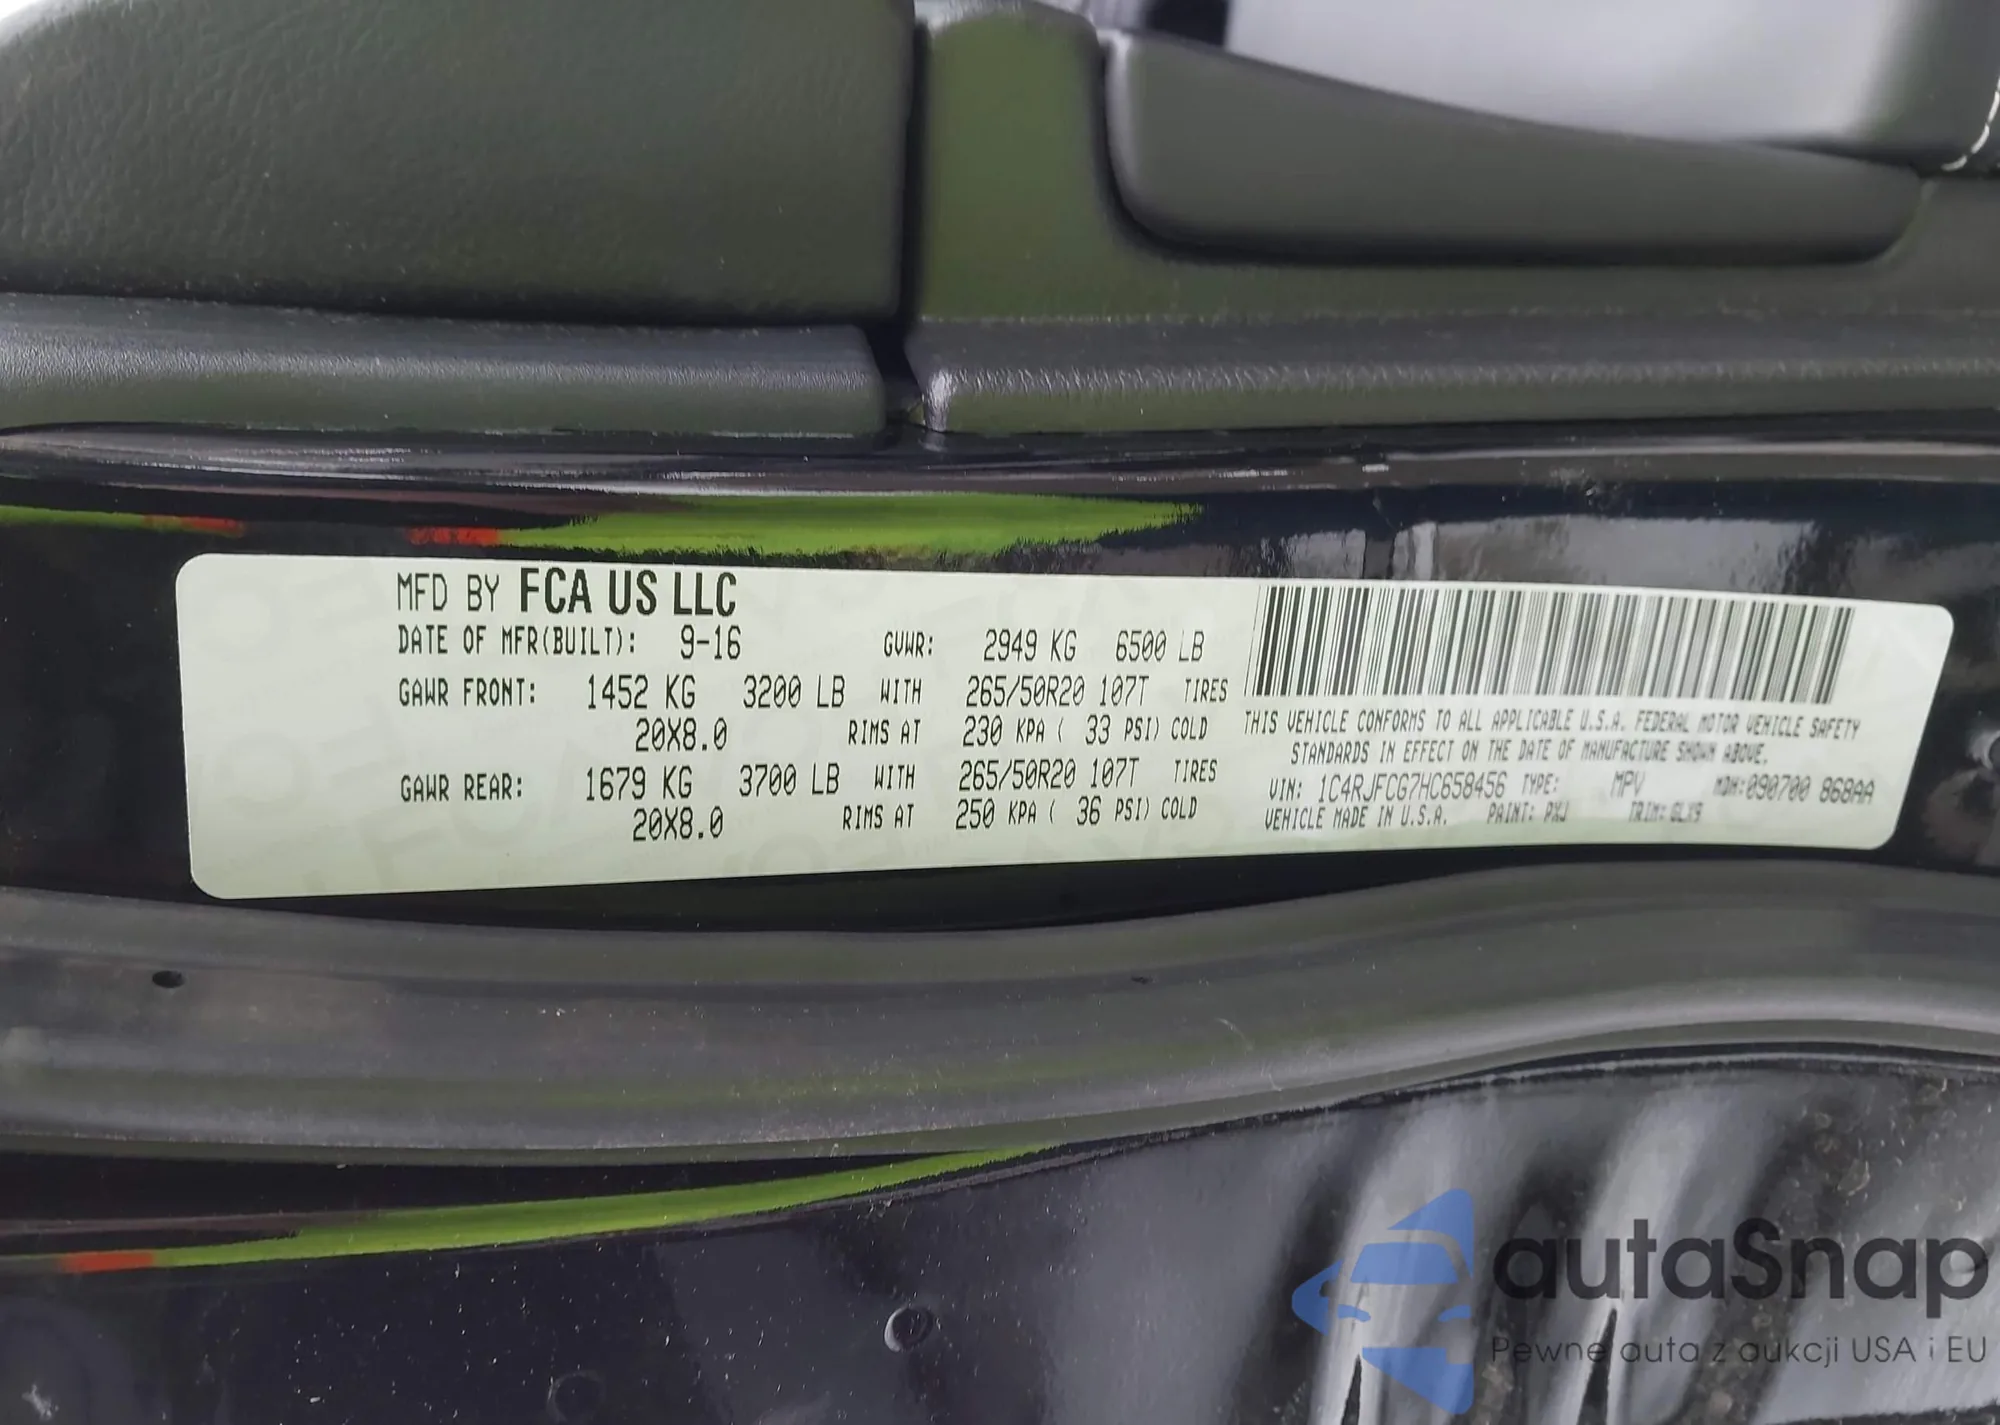 MFD BY FCA US LLC
DATE OF MFR(BUILT): 9-16 GVWR: 2949 KG 6500 LB
GAWR FRONT: 1452 KG 3200 LB WITH 265/50R20 107T TIRES
20X8.0 RIMS AT 230 KPA ( 33 PSI) COLD
GAWR REAR: 1679 KG 3700 LB WITH 265/50R20 107T TIRES
20X8.0 RIMS AT 250 KPA ( 36 PSI) COLD
THIS VEHICLE CONFORMS TO ALL APPLICABLE U.S.A. FEDERAL MOTOR VEHICLE SAFETY
STANDARDS IN EFFECT ON THE DATE OF MANUFACTURE SHOWN ABOVE.
VIN: 1C4RJFCG7HC658456 TYPE: MPV MDH:090700 868AA
VEHICLE MADE IN U.S.A. PAINT: PXJ TRIM: GLX9
autaSnap
Pewne auta z aukcji USA i EU